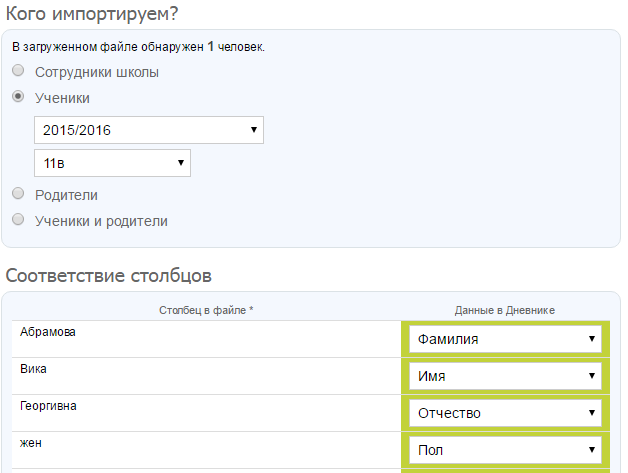 Кого импортируем?
В загруженном файле обнаружен 1 человек.
Сотрудники школы
Ученики
2015/2016
11в
Родители
Ученики и родители
Соответствие столбцов
Столбец в файле * Данные в Дневнике
Абрамова Фамилия
Вика Имя
Георгивна Отчество
жен Пол